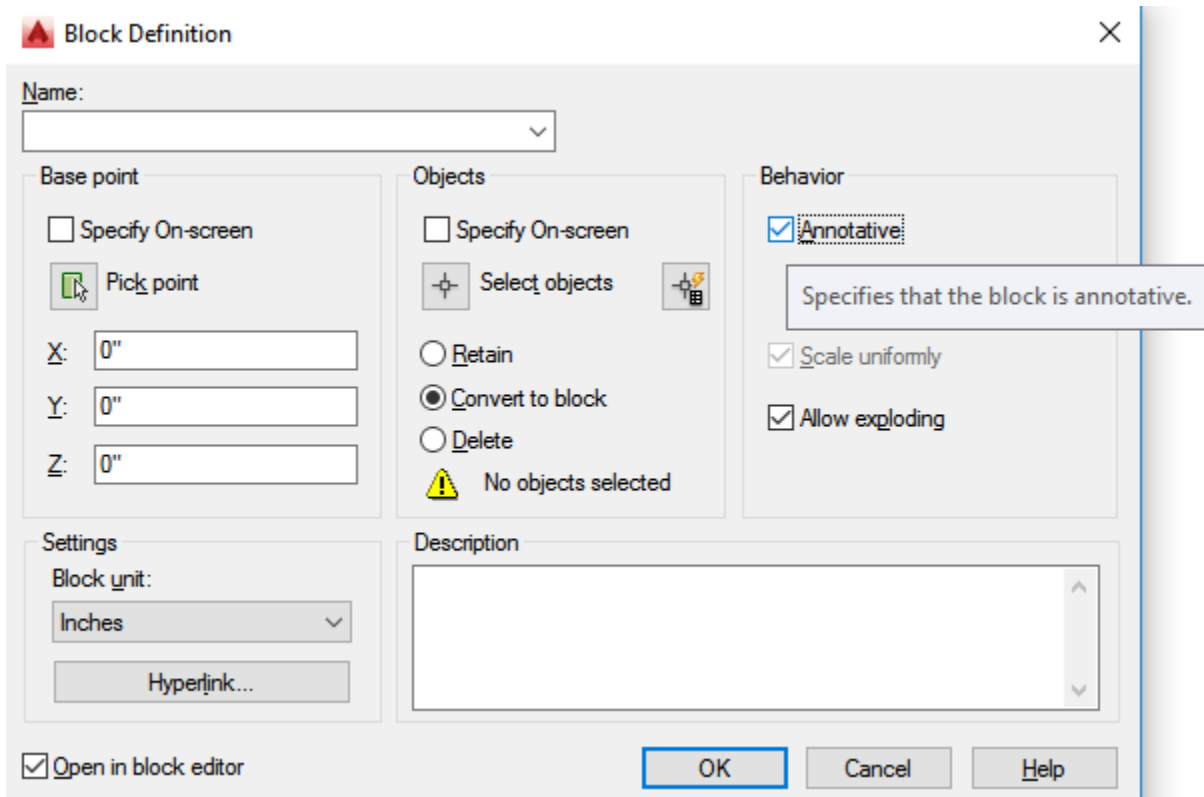 Block Definition
Name:
Base point
Specify On-screen
Pick point
X: 0"
Y: 0"
Z: 0"
Objects
Specify On-screen
Select objects
Retain
Convert to block
Delete
No objects selected
Behavior
Annotative
Specifies that the block is annotative.
Scale uniformly
Allow exploding
Settings
Block unit:
Inches
Hyperlink...
Description
Open in block editor
OK
Cancel
Help